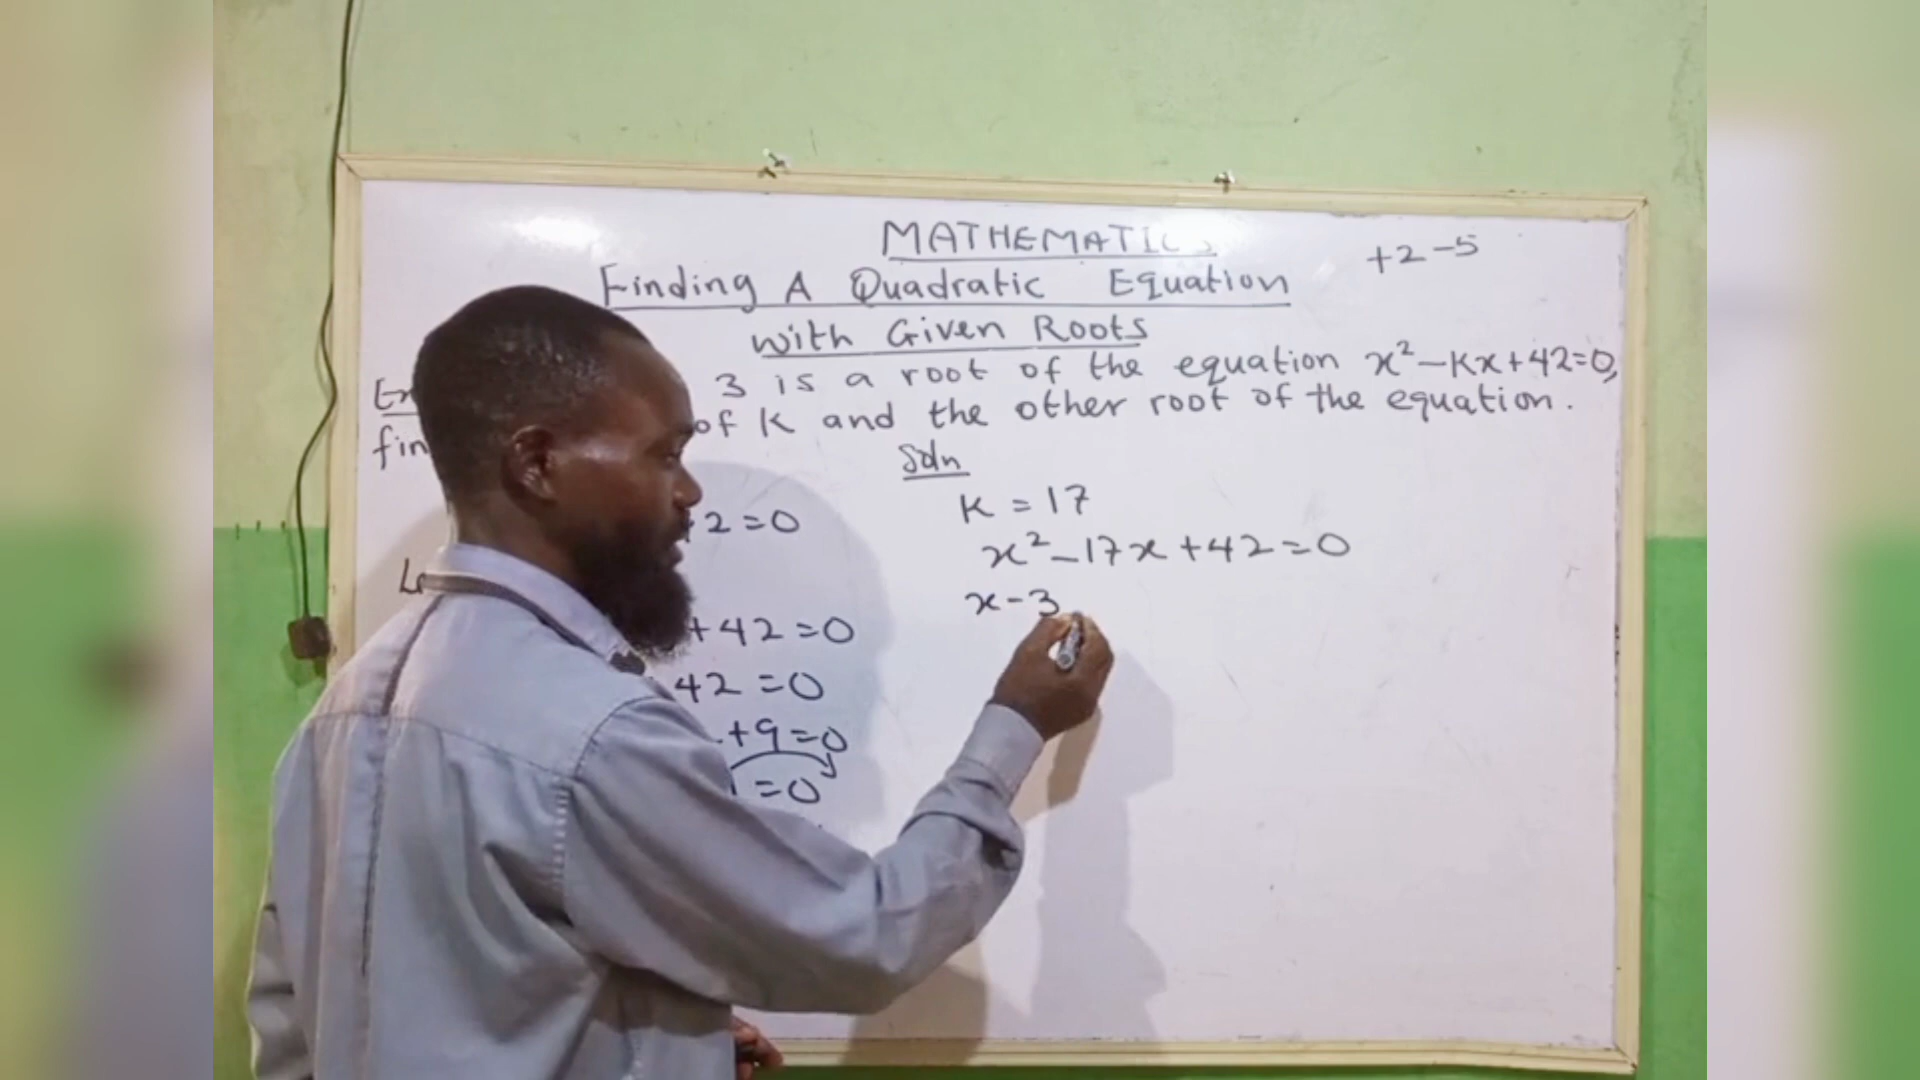 MATHEMATICS
+2 -5
Finding A Quadratic Equation
with Given Roots
3 is a root of the equation x² - Kx + 42 = 0,
of K and the other root of the equation.
Soln
K = 17
+2 = 0
x² - 17x + 42 = 0
x - 3
+ 42 = 0
42 = 0
+ 9 = 0
= 0